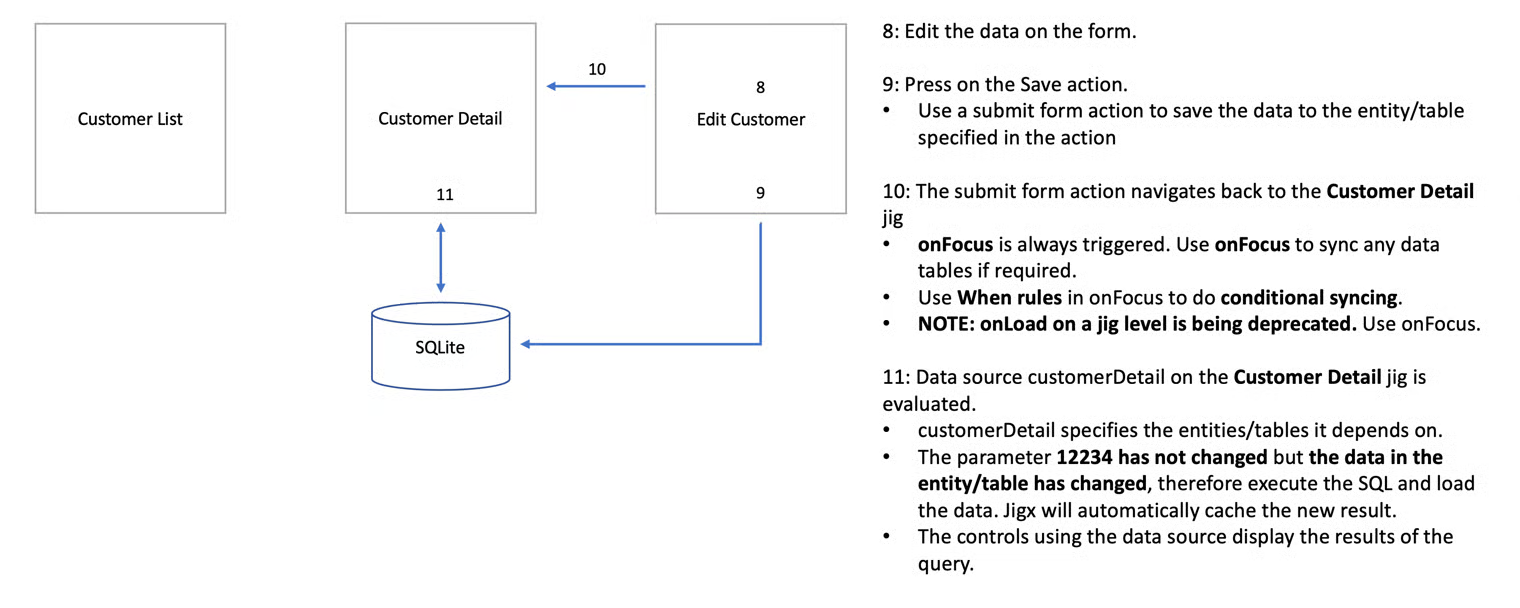 Customer List
Customer Detail
11
10
8
Edit Customer
9
SQLite
8: Edit the data on the form.
9: Press on the Save action.
• Use a submit form action to save the data to the entity/table
specified in the action
10: The submit form action navigates back to the Customer Detail
jig
• onFocus is always triggered. Use onFocus to sync any data
tables if required.
• Use When rules in onFocus to do conditional syncing.
• NOTE: onLoad on a jig level is being deprecated. Use onFocus.
11: Data source customerDetail on the Customer Detail jig is
evaluated.
• customerDetail specifies the entities/tables it depends on.
• The parameter 12234 has not changed but the data in the
entity/table has changed, therefore execute the SQL and load
the data. Jigx will automatically cache the new result.
• The controls using the data source display the results of the
query.